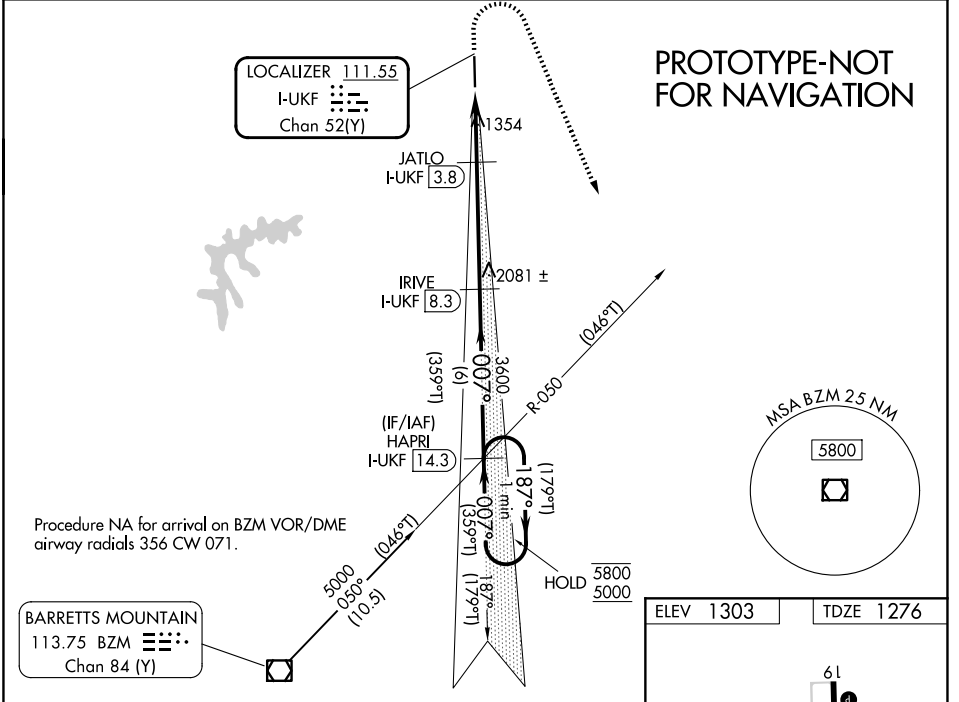 PROTOTYPE-NOT
FOR NAVIGATION
LOCALIZER 111.55
I-UKF
Chan 52(Y)
1354
JATLO
I-UKF 3.8
2081 ±
IRIVE
I-UKF 8.3
(046°T)
3600
007°
(6)
(359°T)
R-050
(IF/IAF)
HAPRI
I-UKF 14.3
MSA BZM 25 NM
5800
(179°T)
187°
1 min
007°
(359°T)
187°
(179°T)
HOLD 5800
5000
Procedure NA for arrival on BZM VOR/DME
airway radials 356 CW 071.
(046°T)
5000
050°
(10.5)
BARRETTS MOUNTAIN
113.75 BZM
Chan 84 (Y)
ELEV 1303
TDZE 1276
19
P